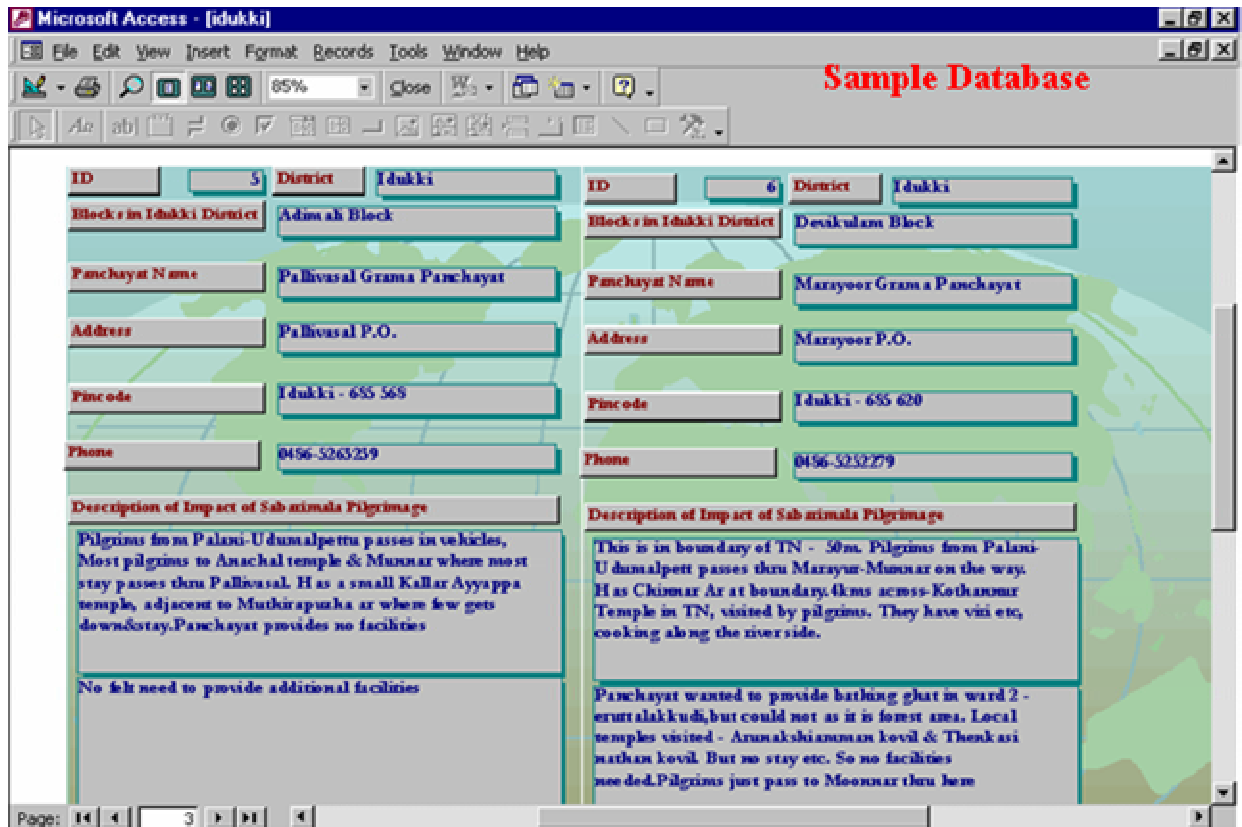 Microsoft Access - [idukki]
File Edit View Insert Format Records Tools Window Help
85% Close
Sample Database
ID 5 District Idukki
Blocks in Idukki District Adimali Block
Panchayat Name Pallivasal Grama Panchayat
Address Pallivasal P.O.
Pincode Idukki - 685 568
Phone 0486-5263259
Description of Impact of Sabarimala Pilgrimage
Pilgrims from Palani-Udumalpettu passes in vehicles,
Most pilgrims to Anachal temple & Munnar where most
stay passes thru Pallivasal. Has a small Kallar Ayyappa
temple, adjacent to Muthirapuzha ar where few gets
down&stay.Panchayat provides no facilities
No felt need to provide additional facilities
ID 6 District Idukki
Blocks in Idukki District Devikulam Block
Panchayat Name Marayoor Grama Panchayat
Address Marayoor P.O.
Pincode Idukki - 685 620
Phone 0486-5252279
Description of Impact of Sabarimala Pilgrimage
This is in boundary of TN - 50m. Pilgrims from Palani-
Udumalpett passes thru Marayur-Munnar on the way.
Has Chinnar Ar at boundary.4kms across-Kothannur
Temple in TN, visited by pilgrims. They have viri etc,
cooking along the river side.
Panchayat wanted to provide bathing ghat in ward 2 -
eruttalakkudi,but could not as it is forest area. Local
temples visited - Arunakshiamman kovil & Thenkasi
nathan kovil. But no stay etc. So no facilities
needed.Pilgrims just pass to Moonnar thru here
Page: 3